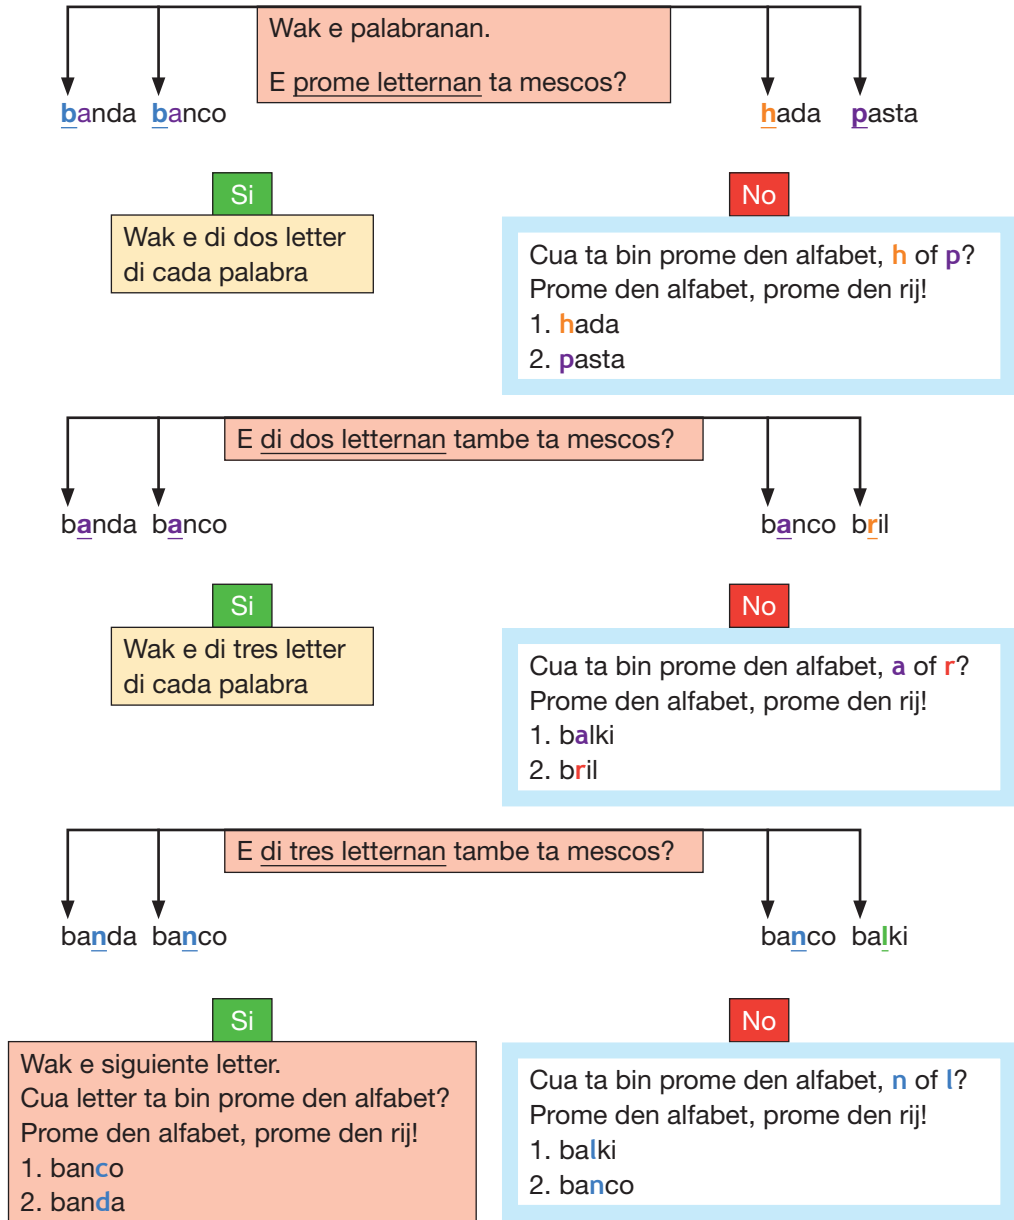 Wak e palabranan.
E prome letternan ta mescos?
banda banco
hada pasta
Si
Wak e di dos letter
di cada palabra
No
Cua ta bin prome den alfabet, h of p?
Prome den alfabet, prome den rij!
1. hada
2. pasta
E di dos letternan tambe ta mescos?
banda banco
banco bril
Si
Wak e di tres letter
di cada palabra
No
Cua ta bin prome den alfabet, a of r?
Prome den alfabet, prome den rij!
1. balki
2. bril
E di tres letternan tambe ta mescos?
banda banco
banco balki
Si
Wak e siguiente letter.
Cua letter ta bin prome den alfabet?
Prome den alfabet, prome den rij!
1. banco
2. banda
No
Cua ta bin prome den alfabet, n of l?
Prome den alfabet, prome den rij!
1. balki
2. banco